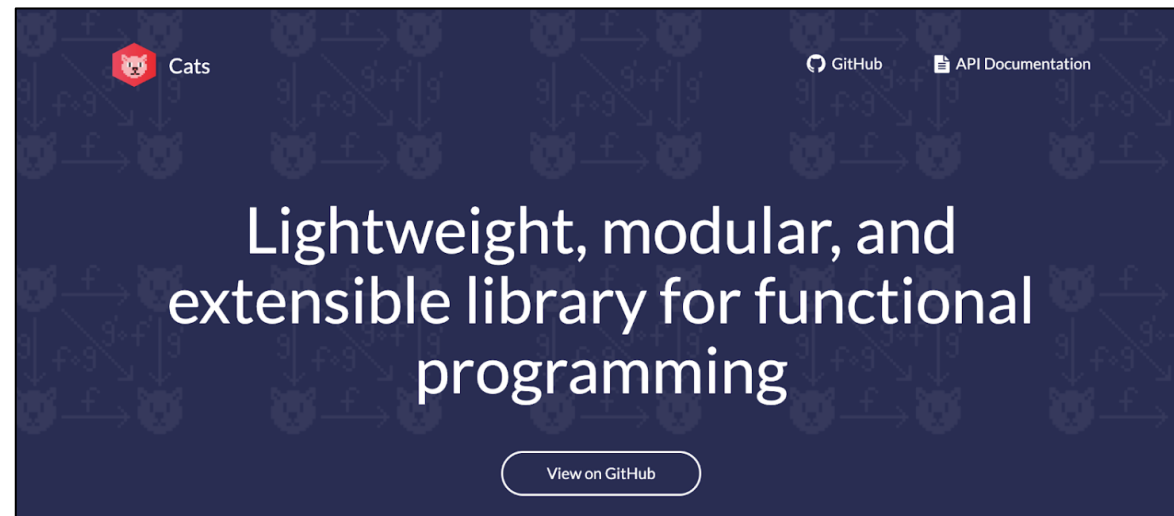 Cats
GitHub
API Documentation
Lightweight, modular, and
extensible library for functional
programming
View on GitHub